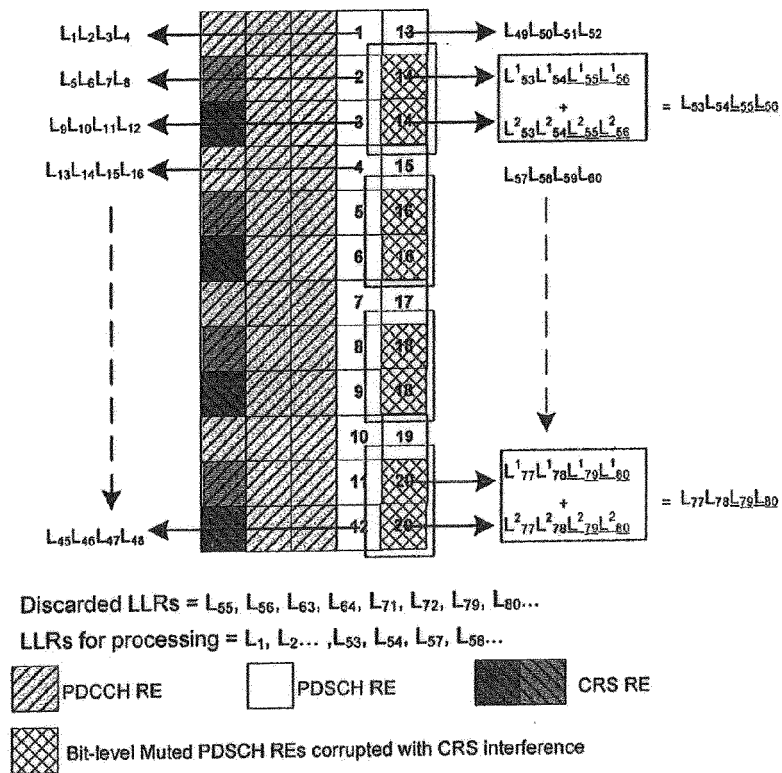 L₁L₂L₃L₄ 1 13 L₄₉L₅₀L₅₁L₅₂
L₅L₆L₇L₈ 2 14 L¹₅₃L¹₅₄L¹₅₅L¹₅₆
+ = L₅₃L₅₄L₅₅L₅₆
L₉L₁₀L₁₁L₁₂ 3 14 L²₅₃L²₅₄L²₅₅L²₅₆
L₁₃L₁₄L₁₅L₁₆ 4 15 L₅₇L₅₈L₅₉L₆₀
5 16
6 16
7 17
8 18
9 18
10 19
11 20 L¹₇₇L¹₇₈L¹₇₉L¹₈₀
+ = L₇₇L₇₈L₇₉L₈₀
L₄₅L₄₆L₄₇L₄₈ 12 20 L²₇₇L²₇₈L²₇₉L²₈₀
Discarded LLRs = L₅₅, L₅₆, L₆₃, L₆₄, L₇₁, L₇₂, L₇₉, L₈₀...
LLRs for processing = L₁, L₂... ,L₅₃, L₅₄, L₅₇, L₅₈...
PDCCH RE PDSCH RE CRS RE
Bit-level Muted PDSCH REs corrupted with CRS interference